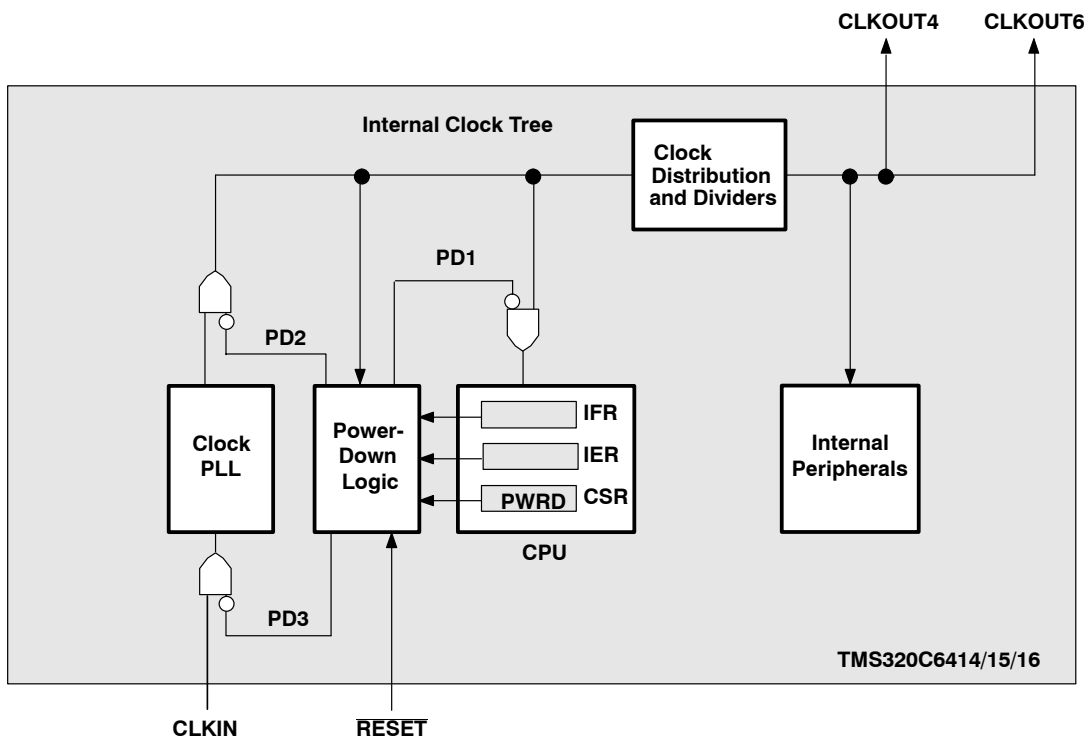 CLKOUT4 CLKOUT6
Internal Clock Tree
Clock
Distribution
and Dividers
PD1
PD2
Clock
PLL
Power-
Down
Logic
IFR
IER
PWRD CSR
CPU
Internal
Peripherals
PD3
TMS320C6414/15/16
CLKIN
RESET